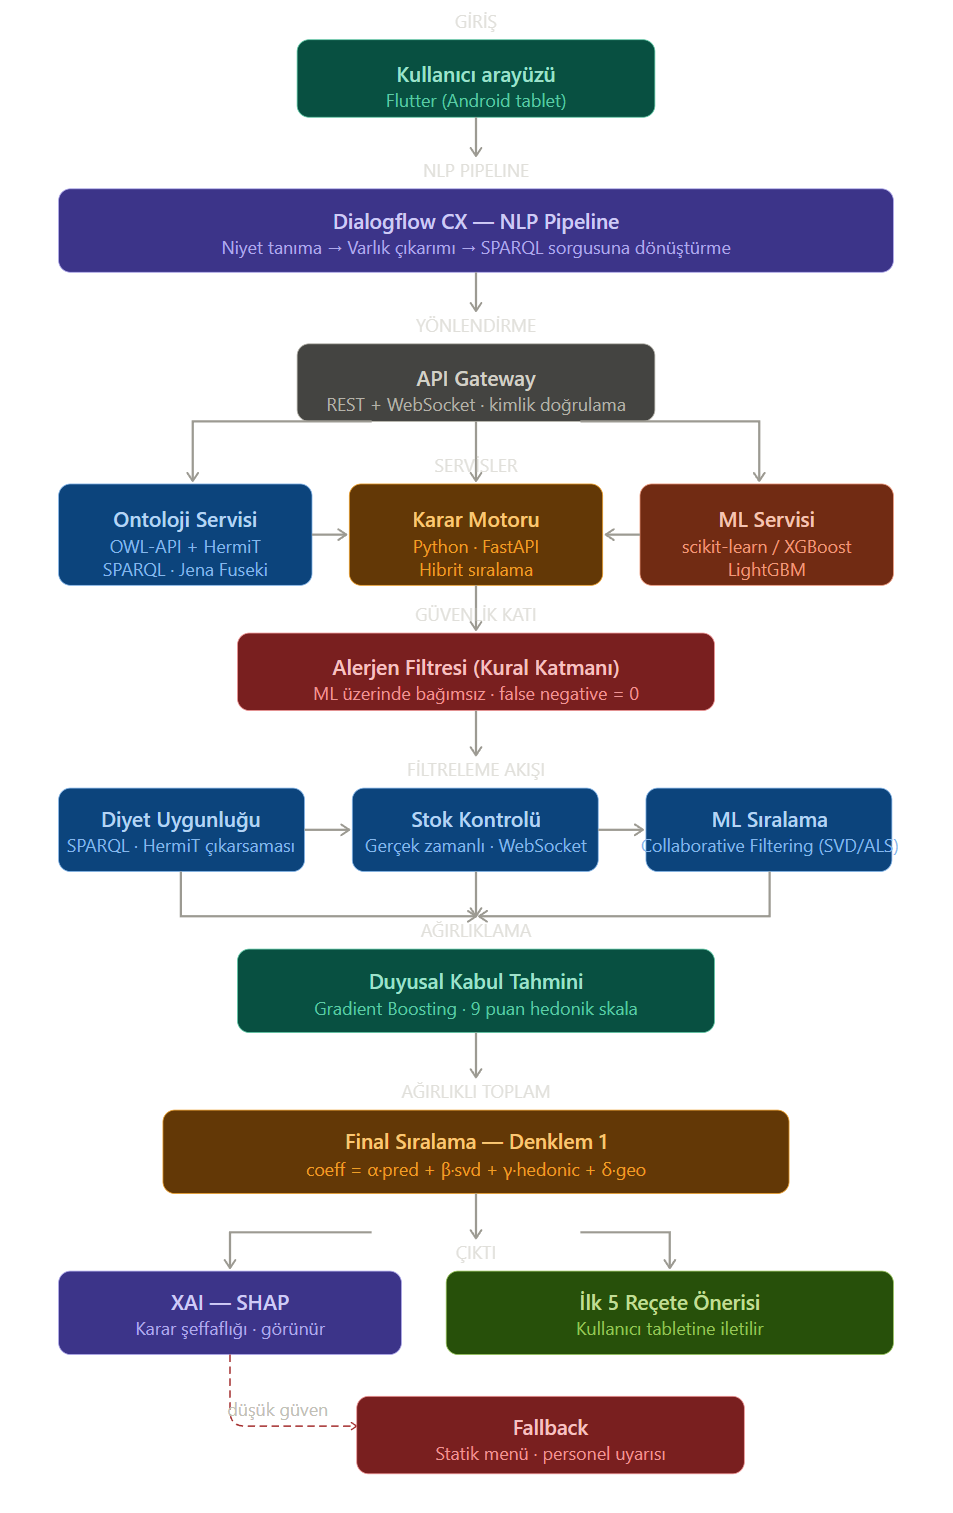 GİRİŞ
Kullanıcı arayüzü
Flutter (Android tablet)
NLP PIPELINE
Dialogflow CX — NLP Pipeline
Niyet tanıma → Varlık çıkarımı → SPARQL sorgusuna dönüştürme
YÖNLENDİRME
API Gateway
REST + WebSocket · kimlik doğrulama
SERVİSLER
Ontoloji Servisi
OWL-API + HermiT
SPARQL · Jena Fuseki
Karar Motoru
Python · FastAPI
Hibrit sıralama
ML Servisi
scikit-learn / XGBoost
LightGBM
GÜVENLİK KATI
Alerjen Filtresi (Kural Katmanı)
ML üzerinde bağımsız · false negative = 0
FİLTRELEME AKIŞI
Diyet Uygunluğu
SPARQL · HermiT çıkarsaması
Stok Kontrolü
Gerçek zamanlı · WebSocket
ML Sıralama
Collaborative Filtering (SVD/ALS)
AĞIRLIKLAMA
Duyusal Kabul Tahmini
Gradient Boosting · 9 puan hedonik skala
AĞIRLIKLI TOPLAM
Final Sıralama — Denklem 1
coeff = α·pred + β·svd + γ·hedonic + δ·geo
ÇIKTI
XAI — SHAP
Karar şeffaflığı · görünür
İlk 5 Reçete Önerisi
Kullanıcı tabletine iletilir
düşük güven
Fallback
Statik menü · personel uyarısı